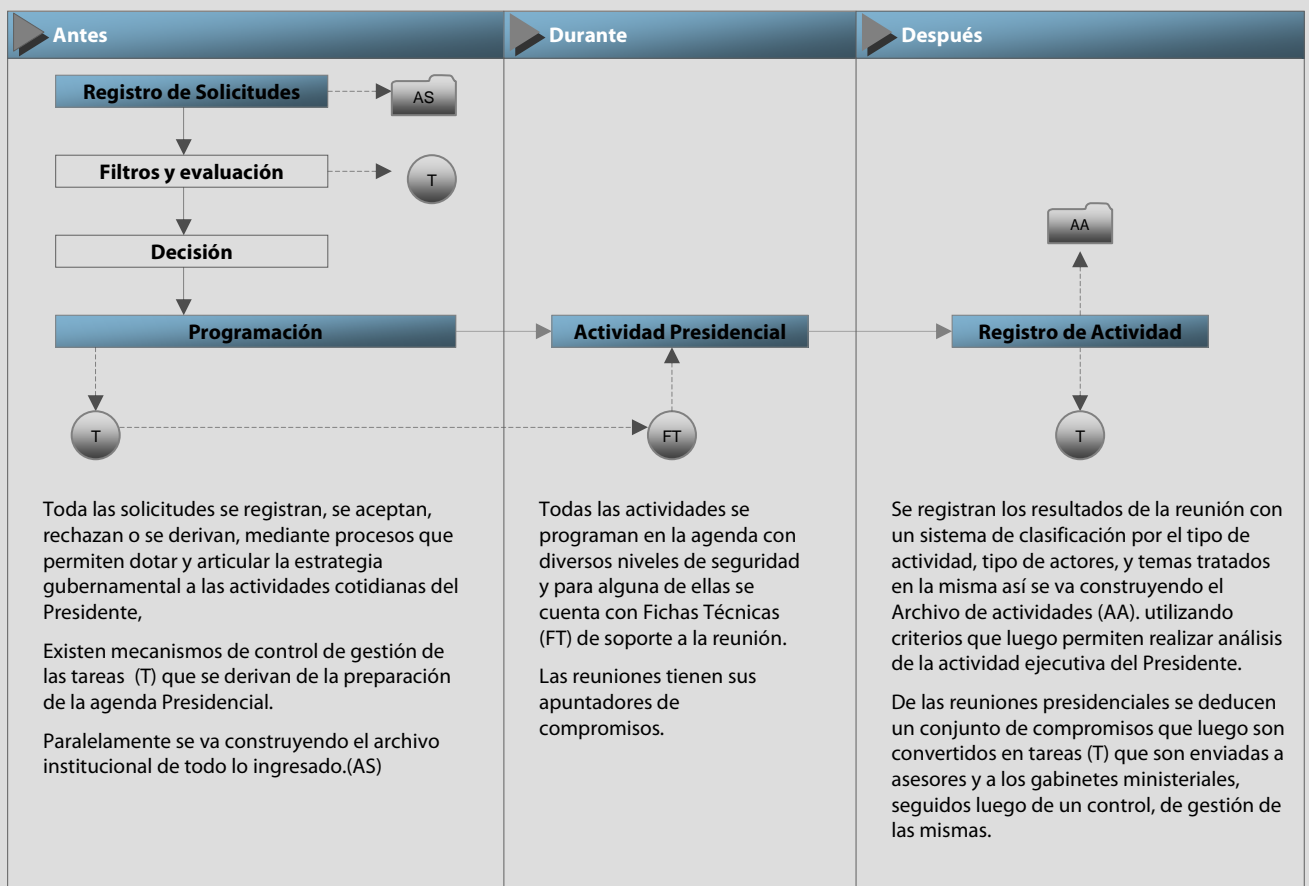 Antes
Registro de Solicitudes
AS
Filtros y evaluación
T
Decisión
Programación
T
Toda las solicitudes se registran, se aceptan,
rechazan o se derivan, mediante procesos que
permiten dotar y articular la estrategia
gubernamental a las actividades cotidianas del
Presidente,
Existen mecanismos de control de gestión de
las tareas (T) que se derivan de la preparación
de la agenda Presidencial.
Paralelamente se va construyendo el archivo
institucional de todo lo ingresado.(AS)
Durante
Actividad Presidencial
FT
Todas las actividades se
programan en la agenda con
diversos niveles de seguridad
y para alguna de ellas se
cuenta con Fichas Técnicas
(FT) de soporte a la reunión.
Las reuniones tienen sus
apuntadores de
compromisos.
Después
AA
Registro de Actividad
T
Se registran los resultados de la reunión con
un sistema de clasificación por el tipo de
actividad, tipo de actores, y temas tratados
en la misma así se va construyendo el
Archivo de actividades (AA). utilizando
criterios que luego permiten realizar análisis
de la actividad ejecutiva del Presidente.
De las reuniones presidenciales se deducen
un conjunto de compromisos que luego son
convertidos en tareas (T) que son enviadas a
asesores y a los gabinetes ministeriales,
seguidos luego de un control, de gestión de
las mismas.